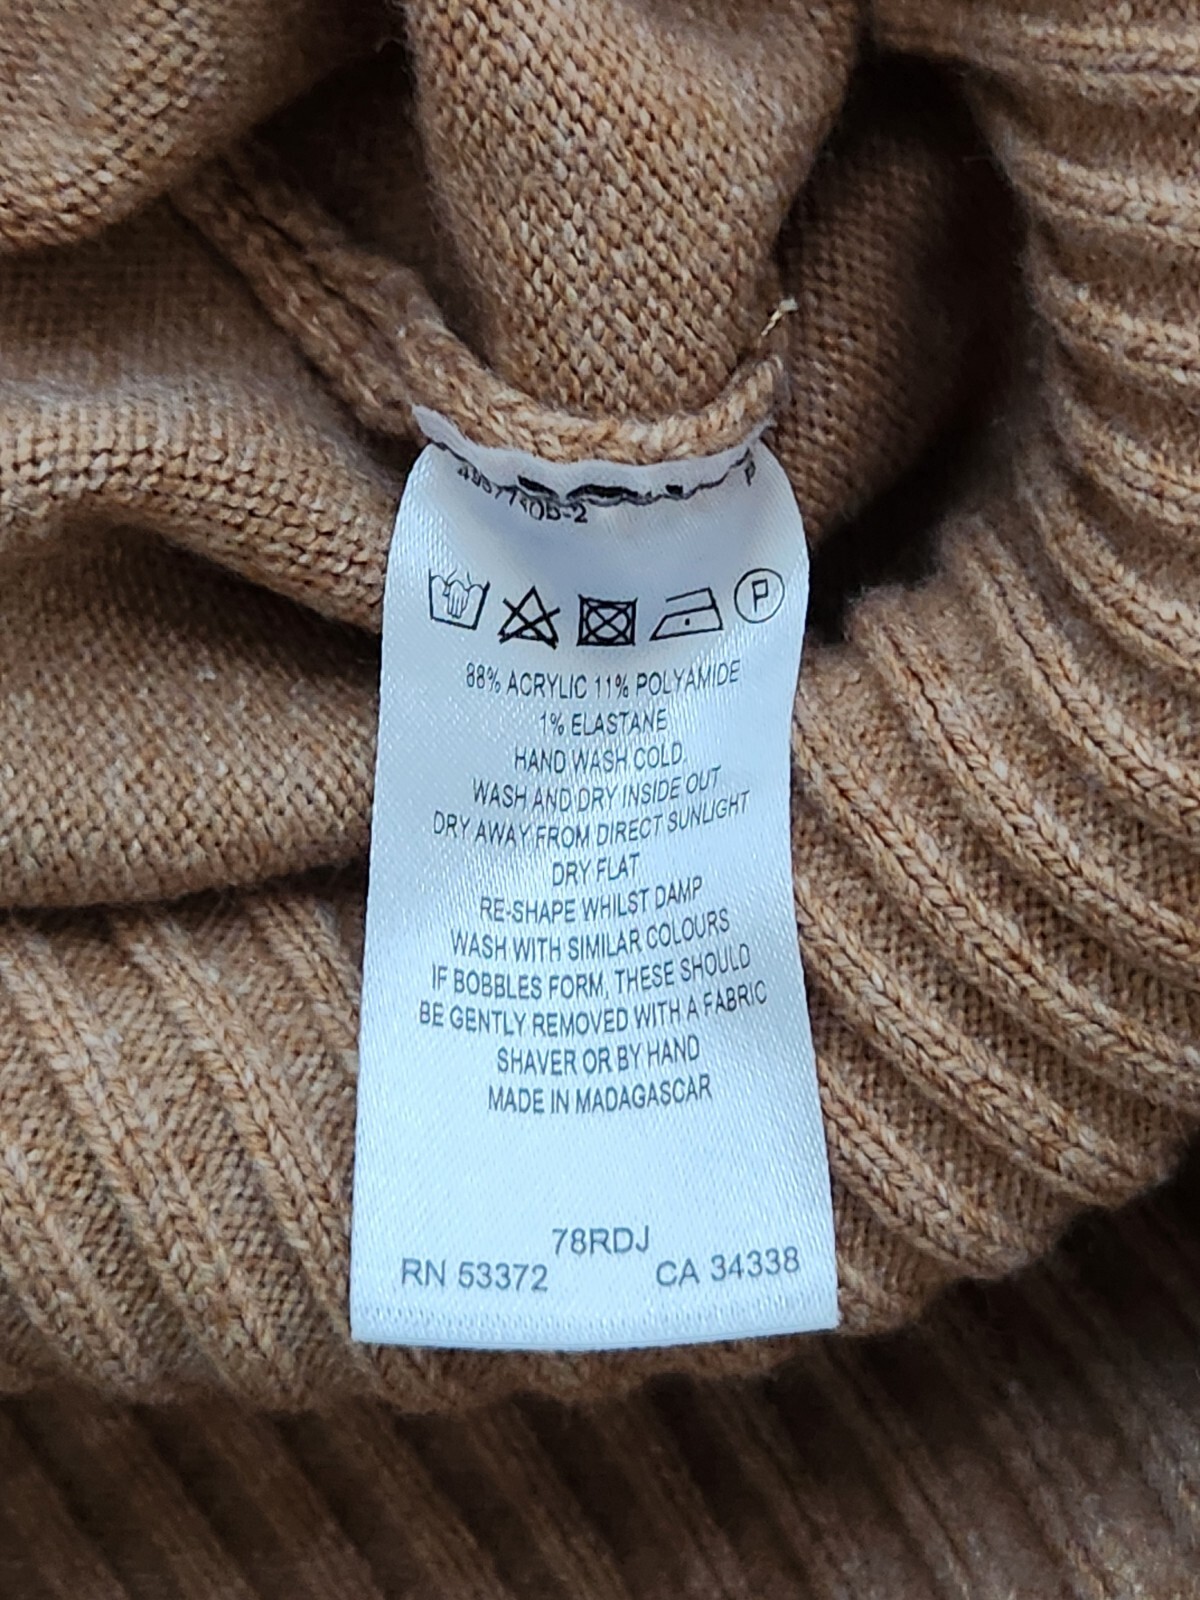 P
88% ACRYLIC 11% POLYAMIDE
1% ELASTANE
HAND WASH COLD.
WASH AND DRY INSIDE OUT
DRY AWAY FROM DIRECT SUNLIGHT
DRY FLAT
RE-SHAPE WHILST DAMP
WASH WITH SIMILAR COLOURS
IF BOBBLES FORM, THESE SHOULD
BE GENTLY REMOVED WITH A FABRIC
SHAVER OR BY HAND
MADE IN MADAGASCAR
78RDJ
RN 53372 CA 34338